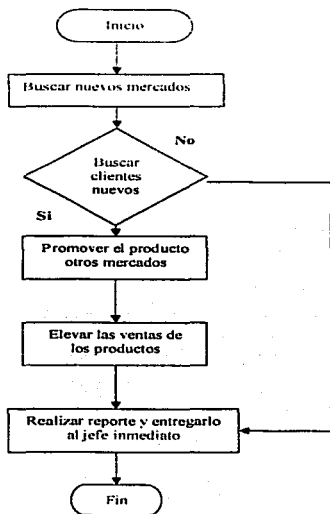 Inicio
Buscar nuevos mercados
No
Buscar
clientes
nuevos
Si
Promover el producto
otros mercados
Elevar las ventas de
los productos
Realizar reporte y entregarlo
al jefe inmediato
Fin